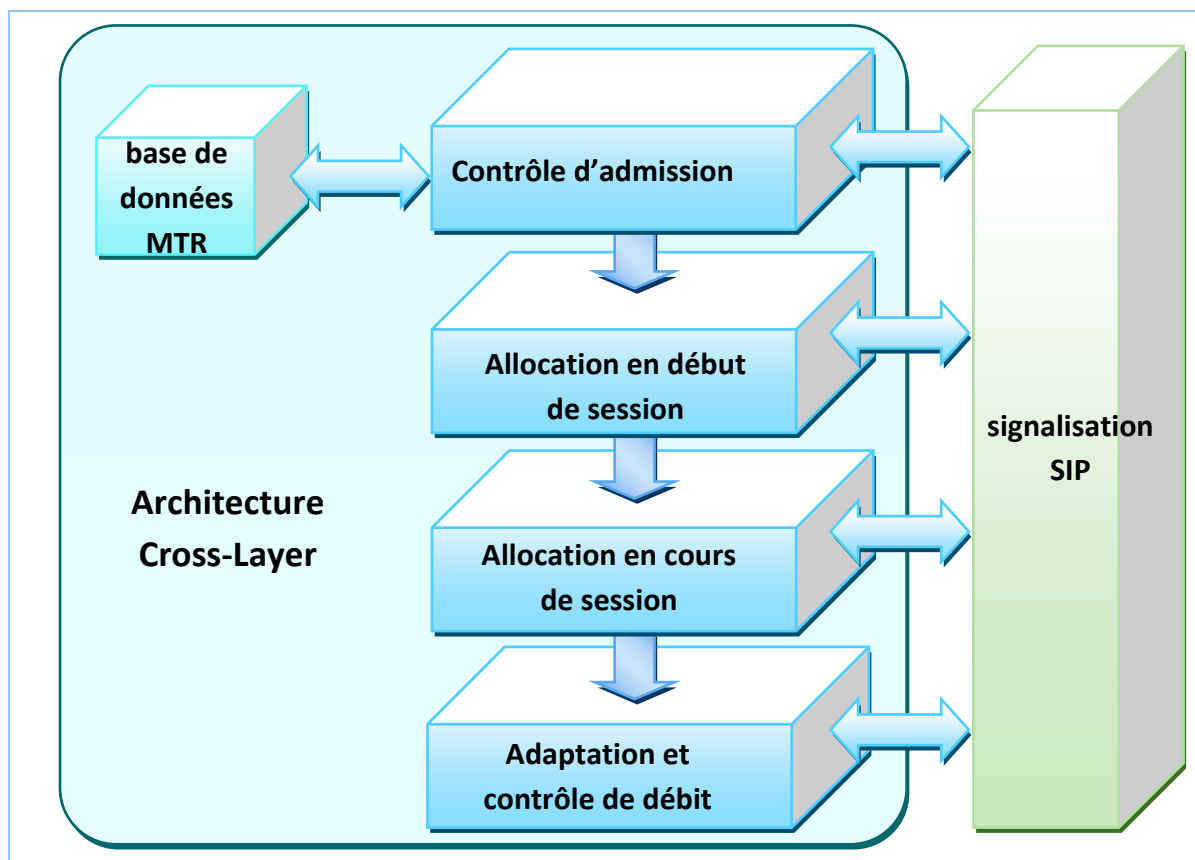 base de
données
MTR
Contrôle d’admission
Allocation en début
de session
signalisation
SIP
Architecture
Cross-Layer
Allocation en cours
de session
Adaptation et
contrôle de débit